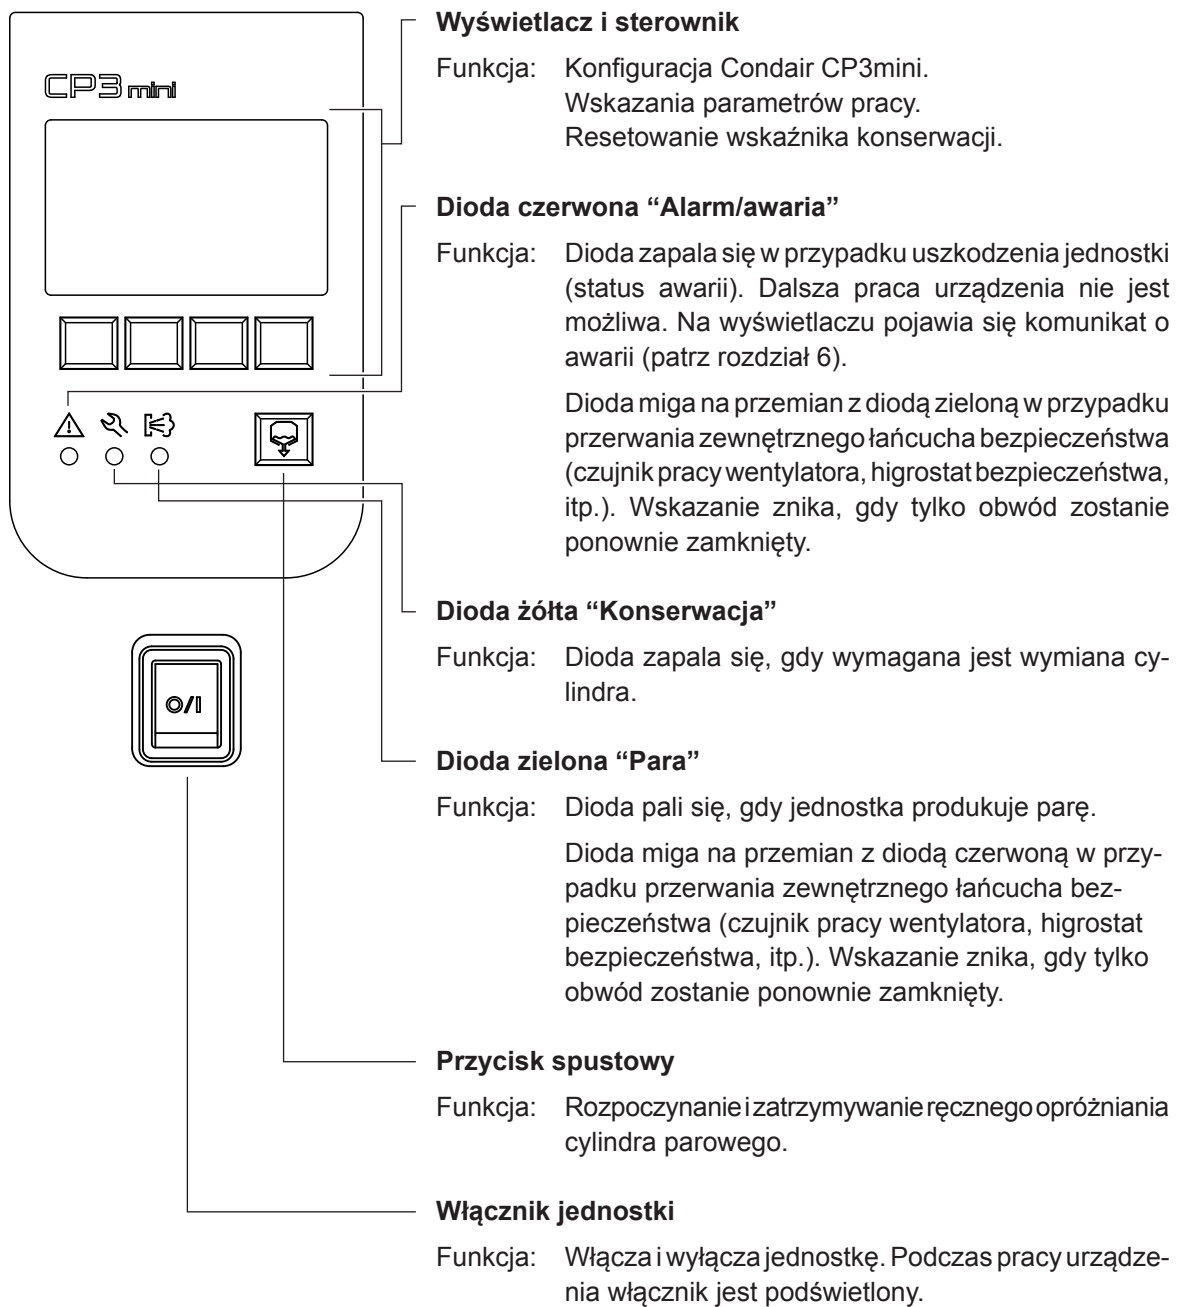 CP3 mini
Wyświetlacz i sterownik
Funkcja: Konfiguracja Condair CP3mini.
Wskazania parametrów pracy.
Resetowanie wskaźnika konserwacji.
Dioda czerwona “Alarm/awaria”
Funkcja: Dioda zapala się w przypadku uszkodzenia jednostki
(status awarii). Dalsza praca urządzenia nie jest
możliwa. Na wyświetlaczu pojawia się komunikat o
awarii (patrz rozdział 6).
Dioda miga na przemian z diodą zieloną w przypadku
przerwania zewnętrznego łańcucha bezpieczeństwa
(czujnik pracy wentylatora, higrostat bezpieczeństwa,
itp.). Wskazanie znika, gdy tylko obwód zostanie
ponownie zamknięty.
Dioda żółta “Konserwacja”
Funkcja: Dioda zapala się, gdy wymagana jest wymiana cy-
lindra.
O/I
Dioda zielona “Para”
Funkcja: Dioda pali się, gdy jednostka produkuje parę.
Dioda miga na przemian z diodą czerwoną w przy-
padku przerwania zewnętrznego łańcucha bez-
pieczeństwa (czujnik pracy wentylatora, higrostat
bezpieczeństwa, itp.). Wskazanie znika, gdy tylko
obwód zostanie ponownie zamknięty.
Przycisk spustowy
Funkcja: Rozpoczynanie i zatrzymywanie ręcznego opróżniania
cylindra parowego.
Włącznik jednostki
Funkcja: Włącza i wyłącza jednostkę. Podczas pracy urządze-
nia włącznik jest podświetlony.